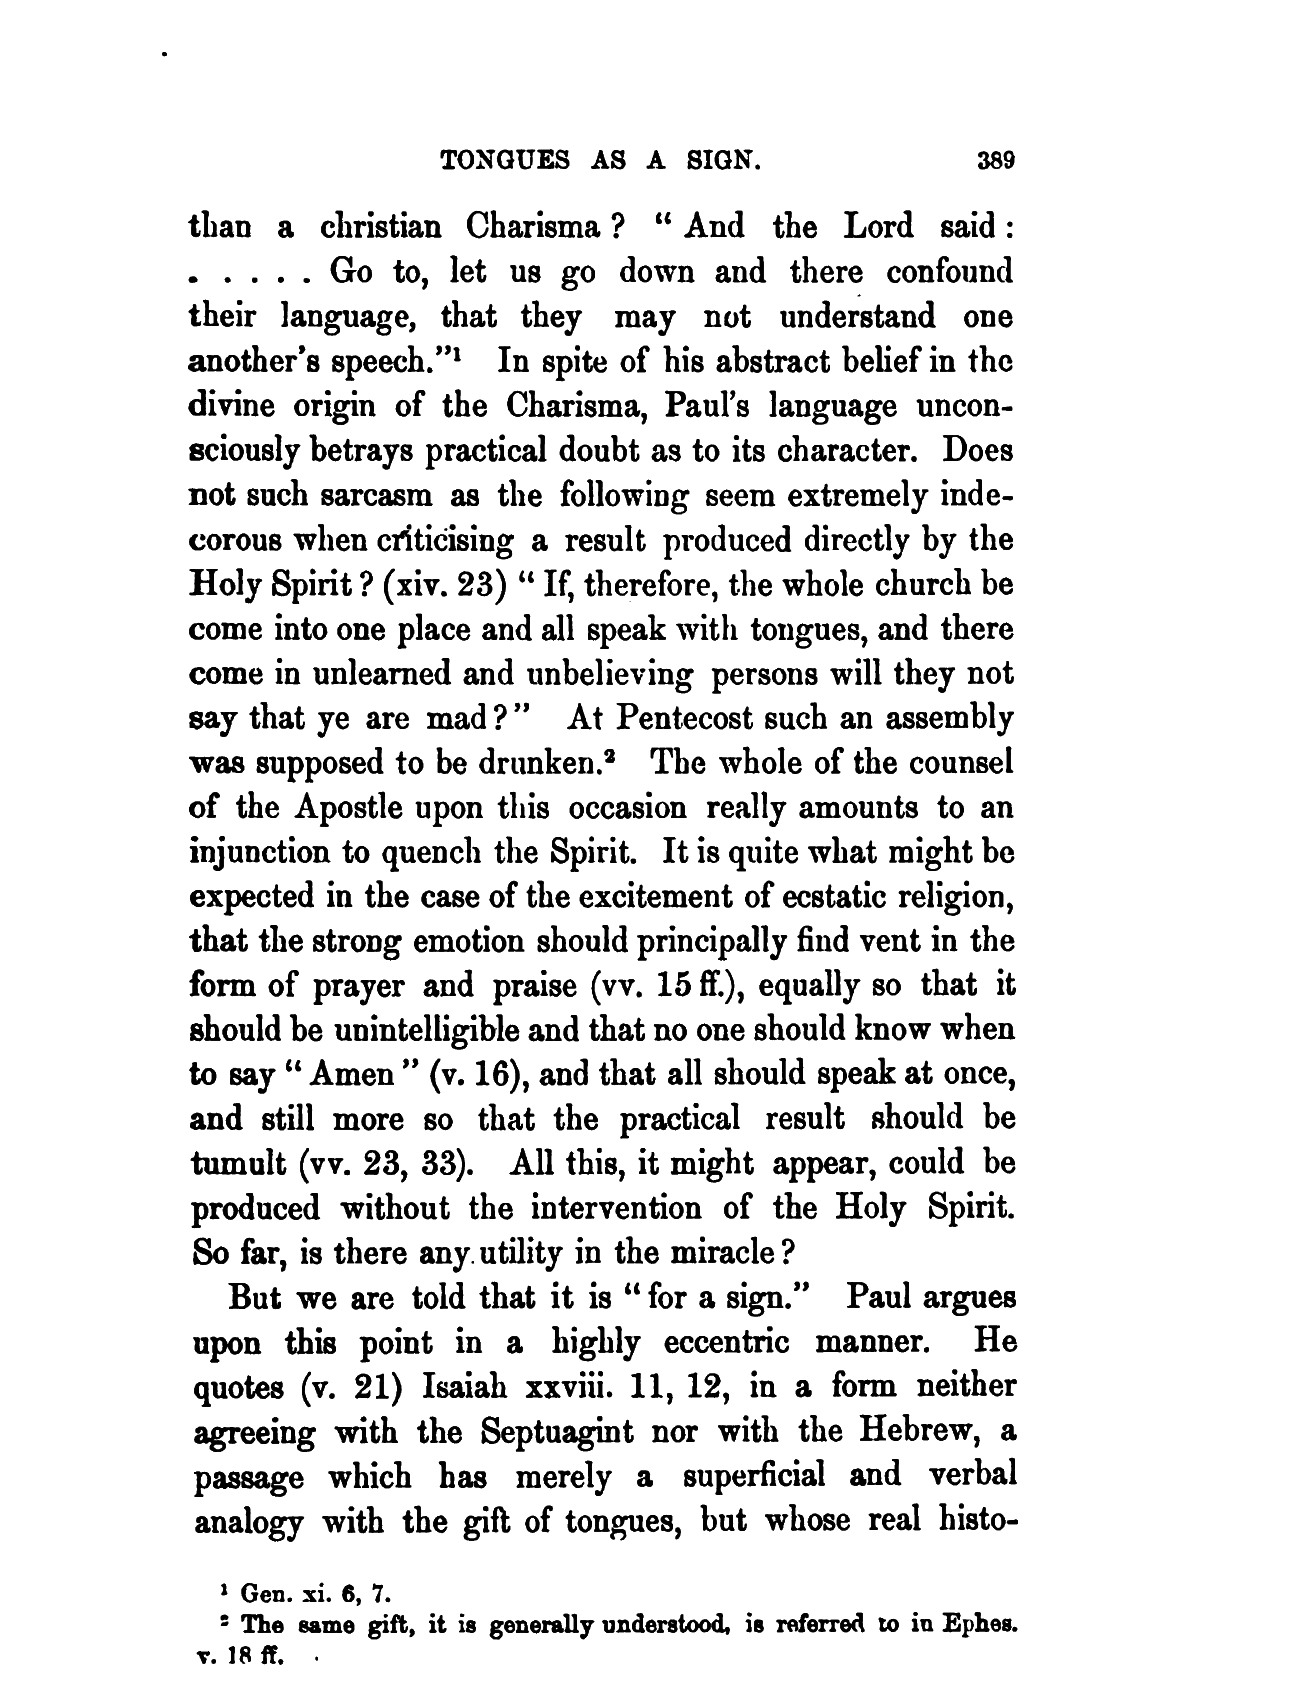 TONGUES AS A SIGN. 389
than a christian Charisma? “And the Lord said:
. . . . . Go to, let us go down and there confound
their language, that they may not understand one
another’s speech.”¹ In spite of his abstract belief in the
divine origin of the Charisma, Paul’s language uncon-
sciously betrays practical doubt as to its character. Does
not such sarcasm as the following seem extremely inde-
corous when criticising a result produced directly by the
Holy Spirit? (xiv. 23) “If, therefore, the whole church be
come into one place and all speak with tongues, and there
come in unlearned and unbelieving persons will they not
say that ye are mad?” At Pentecost such an assembly
was supposed to be drunken.² The whole of the counsel
of the Apostle upon this occasion really amounts to an
injunction to quench the Spirit. It is quite what might be
expected in the case of the excitement of ecstatic religion,
that the strong emotion should principally find vent in the
form of prayer and praise (vv. 15 ff.), equally so that it
should be unintelligible and that no one should know when
to say “Amen” (v. 16), and that all should speak at once,
and still more so that the practical result should be
tumult (vv. 23, 33). All this, it might appear, could be
produced without the intervention of the Holy Spirit.
So far, is there any utility in the miracle?
But we are told that it is “for a sign.” Paul argues
upon this point in a highly eccentric manner. He
quotes (v. 21) Isaiah xxviii. 11, 12, in a form neither
agreeing with the Septuagint nor with the Hebrew, a
passage which has merely a superficial and verbal
analogy with the gift of tongues, but whose real histo-
¹ Gen. xi. 6, 7.
² The same gift, it is generally understood, is referred to in Ephes.
v. 18 ff.